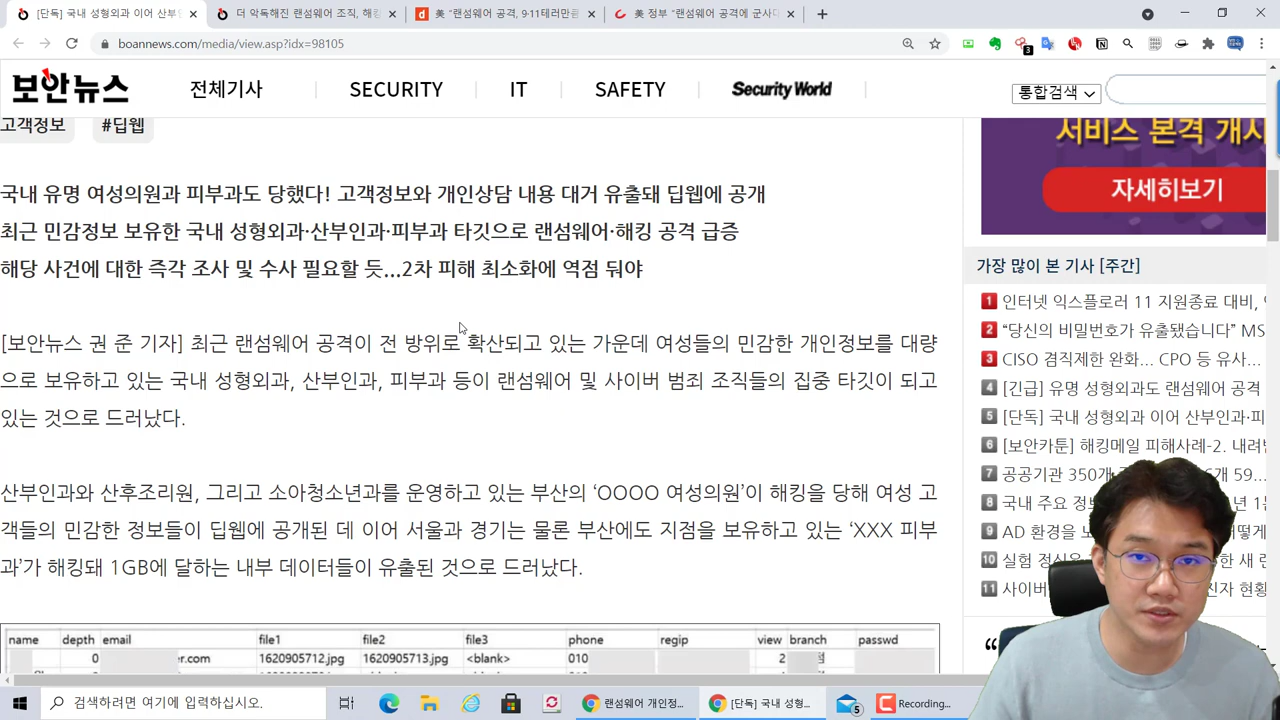 [단독] 국내 성형외과 이어 산부인
더 악독해진 랜섬웨어 조직, 해킹
美 "랜섬웨어 공격, 9·11테러만큼
美 정부 "랜섬웨어 공격에 군사다
boannews.com/media/view.asp?idx=98105
3
보안뉴스
전체기사
SECURITY
IT
SAFETY
Security World
통합검색
고객정보
#딥웹
서비스 본격 개시
자세히보기
국내 유명 여성의원과 피부과도 당했다! 고객정보와 개인상담 내용 대거 유출돼 딥웹에 공개
최근 민감정보 보유한 국내 성형외과·산부인과·피부과 타깃으로 랜섬웨어·해킹 공격 급증
해당 사건에 대한 즉각 조사 및 수사 필요할 듯...2차 피해 최소화에 역점 둬야
[보안뉴스 권 준 기자] 최근 랜섬웨어 공격이 전 방위로 확산되고 있는 가운데 여성들의 민감한 개인정보를 대량
으로 보유하고 있는 국내 성형외과, 산부인과, 피부과 등이 랜섬웨어 및 사이버 범죄 조직들의 집중 타깃이 되고
있는 것으로 드러났다.
산부인과와 산후조리원, 그리고 소아청소년과를 운영하고 있는 부산의 ‘OOOO 여성의원’이 해킹을 당해 여성 고
객들의 민감한 정보들이 딥웹에 공개된 데 이어 서울과 경기는 물론 부산에도 지점을 보유하고 있는 ‘XXX 피부
과’가 해킹돼 1GB에 달하는 내부 데이터들이 유출된 것으로 드러났다.
name depth email file1 file2 file3 phone regip view branch passwd
0 r.com 1620905712.jpg 1620905713.jpg <blank> 010 2 점
가장 많이 본 기사 [주간]
1 인터넷 익스플로러 11 지원종료 대비,
2 “당신의 비밀번호가 유출됐습니다” MS
3 CISO 겸직제한 완화... CPO 등 유사...
4 [긴급] 유명 성형외과도 랜섬웨어 공격
5 [단독] 국내 성형외과 이어 산부인과·피
6 [보안카툰] 해킹메일 피해사례-2. 내려
7 공공기관 350개 59...
8 국내 주요 정보
9 AD 환경을
10 실험 정신
11 사이버
“
검색하려면 여기에 입력하십시오.
랜섬웨어 개인정...
[단독] 국내 성형...
5
Recording...